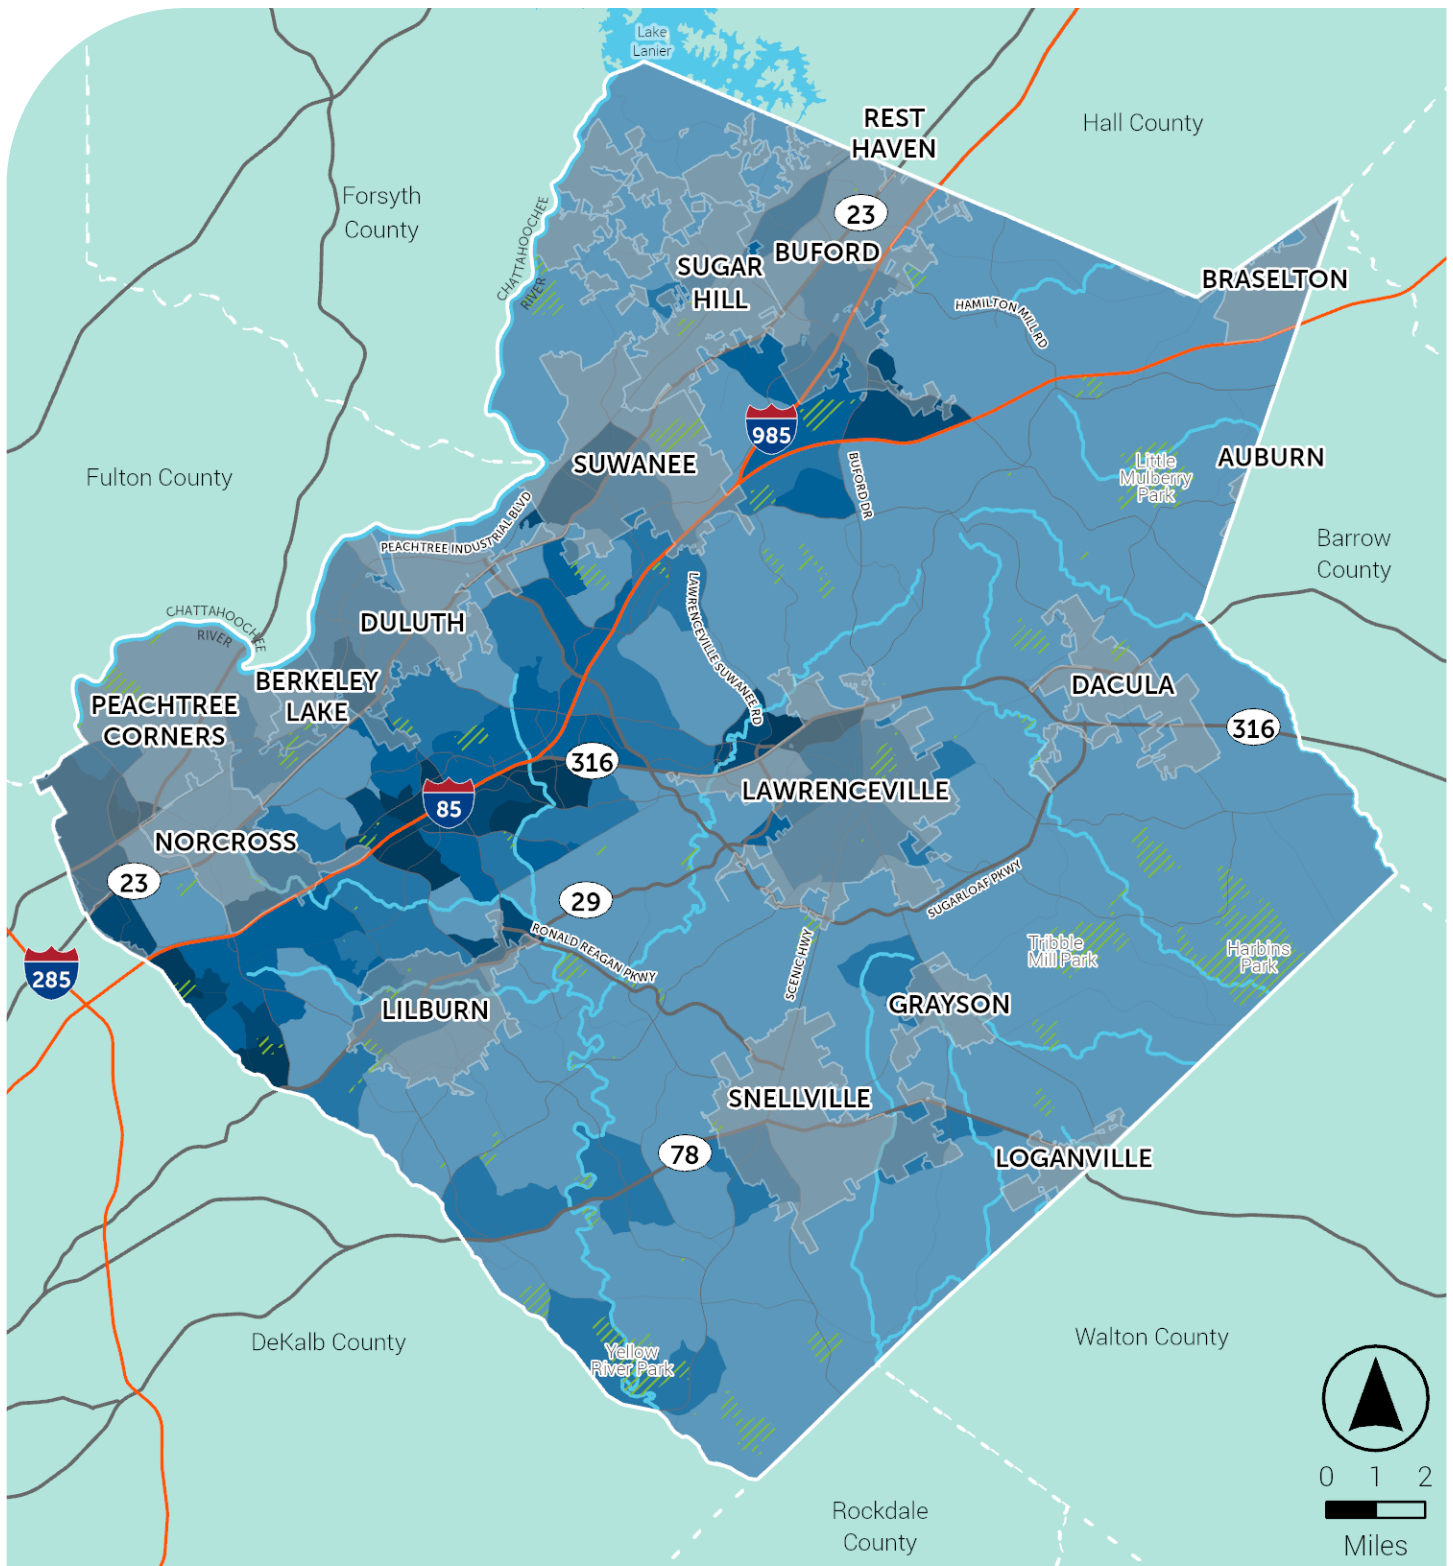 Lake
Lanier
REST
HAVEN
Hall County
Forsyth
County
CHATTAHOOCHEE
RIVER
23
BUFORD
SUGAR
HILL
BRASELTON
HAMILTON MILL RD
985
SUWANEE
Little
Mulberry
Park
AUBURN
Fulton County
BUFORD DR
PEACHTREE INDUSTRIAL BLVD
Barrow
County
CHATTAHOOCHEE
RIVER
DULUTH
LAWRENCEVILLE SUWANEE RD
BERKELEY
LAKE
PEACHTREE
CORNERS
DACULA
316
316
85
LAWRENCEVILLE
NORCROSS
23
29
SUGARLOAF PKWY
RONALD REAGAN PKWY
SCENIC HWY
Tribble
Mill Park
Harbins
Park
285
LILBURN
GRAYSON
SNELLVILLE
78
LOGANVILLE
DeKalb County
Yellow
River Park
Walton County
Rockdale
County
0 1 2
Miles